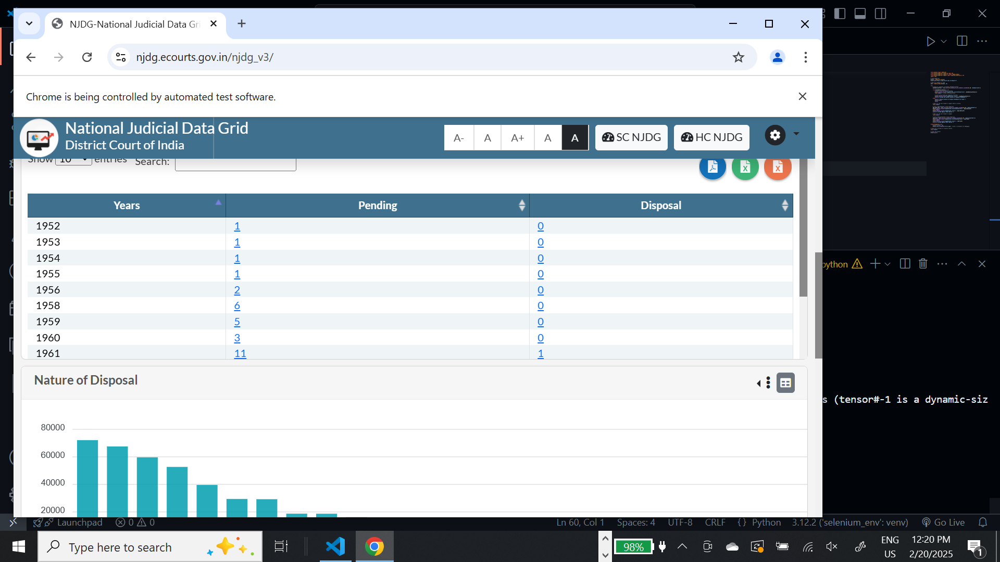 NJDG-National Judicial Data Gri
njdg.ecourts.gov.in/njdg_v3/
Chrome is being controlled by automated test software.
National Judicial Data Grid
District Court of India
A- A A+ A A
SC NJDG
HC NJDG
Show 10 entries Search:
Years Pending Disposal
1952 1 0
1953 1 0
1954 1 0
1955 1 0
1956 2 0
1958 6 0
1959 5 0
1960 3 0
1961 11 1
Nature of Disposal
80000
60000
40000
20000
python
s (tensor#-1 is a dynamic-siz
Launchpad 0 0
Ln 60, Col 1 Spaces: 4 UTF-8 CRLF {} Python 3.12.2 ('selenium_env': venv) Go Live
Type here to search
98%
ENG
US
12:20 PM
2/20/2025
1